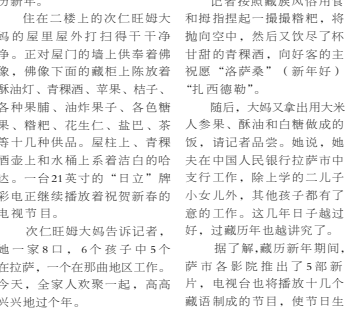 历新年。
住在二楼上的次仁旺姆大
妈的屋里屋外打扫得干干净
净。正对房门的墙上供奉着佛
像，佛像下面的藏柜上陈放着
酥油灯、青稞酒、苹果、桔子、
各种果脯、油炸果子、各色糖
果、糌粑、花生仁、盐巴、茶
等十几种供品。屋柱上、青稞
酒壶上和水桶上系着洁白的哈
达。一台21英寸的“日立”牌
彩电正继续播放着祝贺新春的
电视节目。
次仁旺姆大妈告诉记者，
她一家8口，6个孩子中5个
在拉萨，一个在那曲地区工作。
今天，全家人欢聚一起，高高
兴兴地过个年。
记者按照藏族风俗用食
和拇指捏起一撮撮糌粑，将
抛向空中，然后又饮尽了杯
甘甜的青稞酒，向好客的主
祝愿“洛萨桑”（新年好）
“扎西德勒”。
随后，大妈又拿出用大米
人参果、酥油和白糖做成的
饭，请记者品尝。她说，她
夫在中国人民银行拉萨市中
支行工作，除上学的二儿子
小女儿外，其他孩子都有了
意的工作。这几年日子越过
好，过藏历年也越讲究了。
据了解,藏历新年期间,
萨市各影院推出了5部新
片，电视台也将播放十几个
藏语制成的节目，使节日生